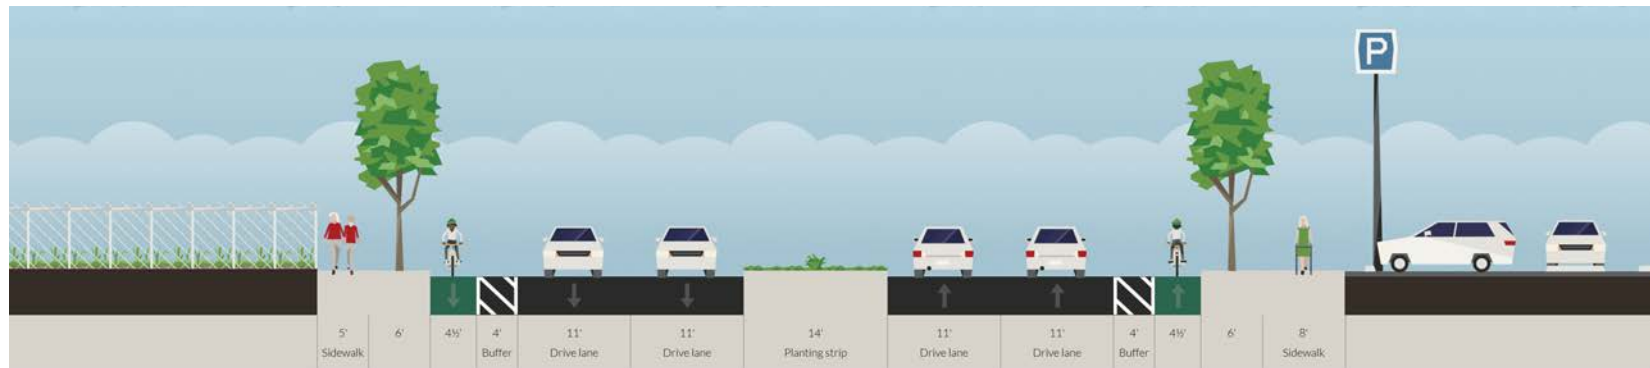 P
5' 6' 4½' 4' 11' 11' 14' 11' 11' 4' 4½' 6' 8'
Sidewalk Buffer Drive lane Drive lane Planting strip Drive lane Drive lane Buffer Sidewalk